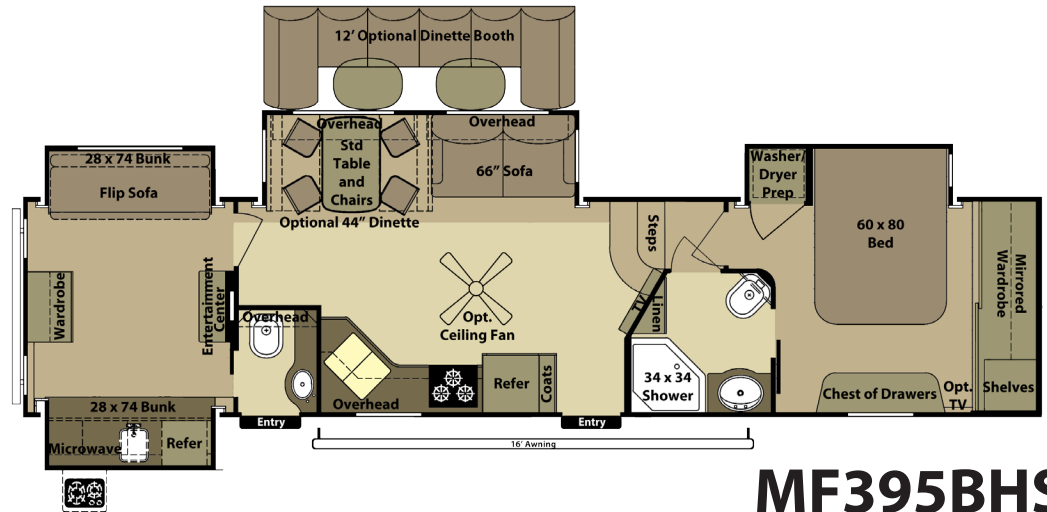 12' Optional Dinette Booth
Overhead
Overhead
Std
Table
and
Chairs
66" Sofa
Optional 44" Dinette
28 x 74 Bunk
Flip Sofa
Washer/
Dryer
Prep
60 x 80
Bed
Steps
Mirrored
Wardrobe
Wardrobe
Entertainment
Center
Overhead
Opt.
Ceiling Fan
TV
Linen
34 x 34
Shower
Refer
Coats
Overhead
Chest of Drawers
Opt.
TV
Shelves
28 x 74 Bunk
Microwave
Refer
Entry
Entry
16' Awning
MF395BHS